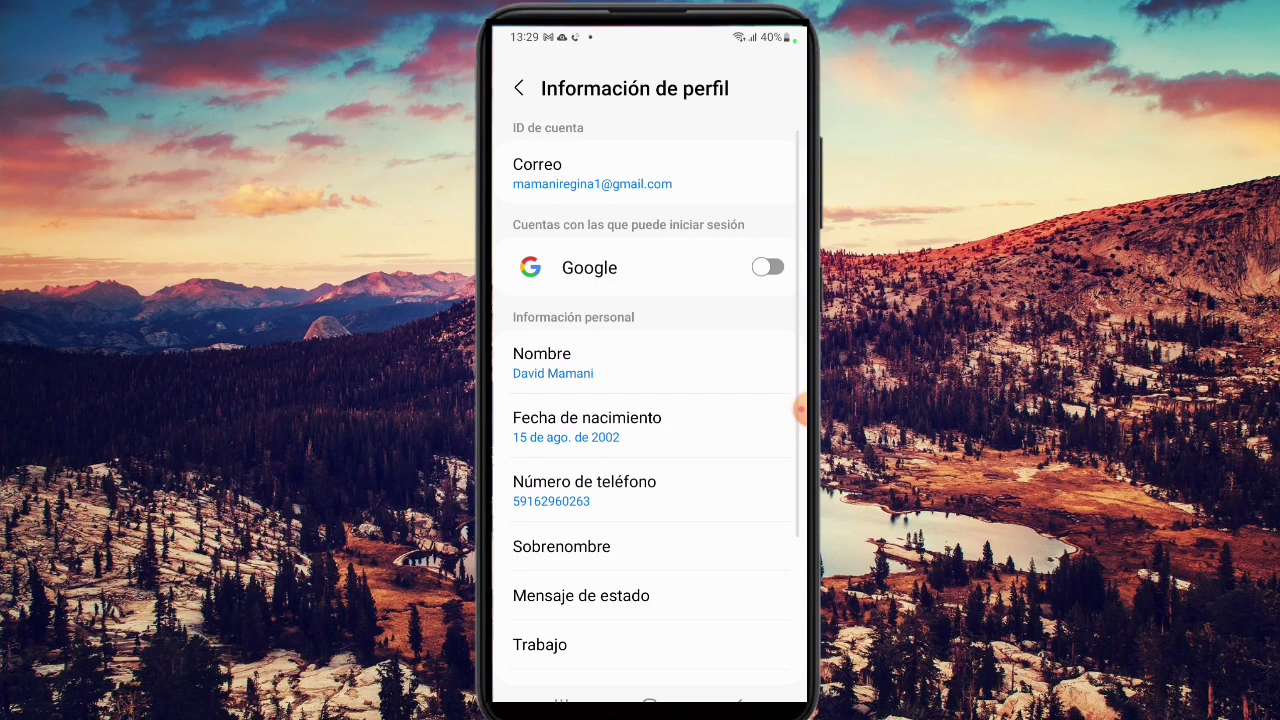 13:29 40%
Información de perfil
ID de cuenta
Correo
mamaniregina1@gmail.com
Cuentas con las que puede iniciar sesión
Google
Información personal
Nombre
David Mamani
Fecha de nacimiento
15 de ago. de 2002
Número de teléfono
59162960263
Sobrenombre
Mensaje de estado
Trabajo